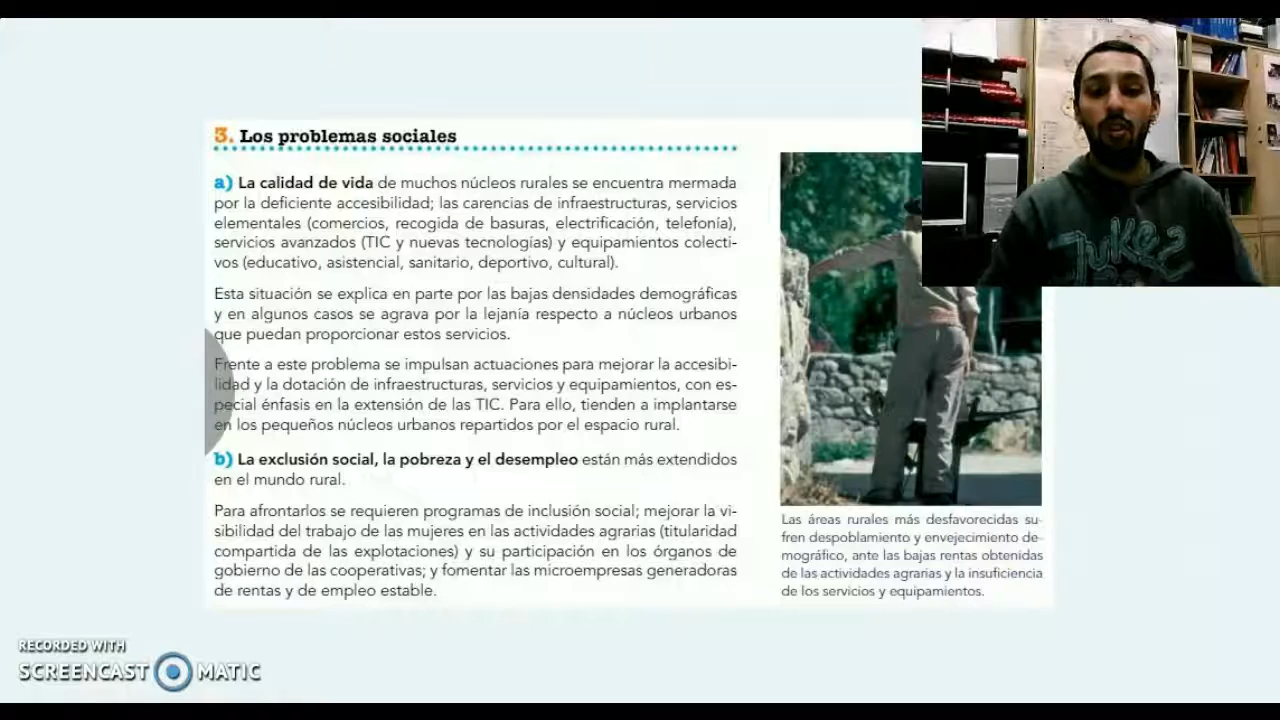 3. Los problemas sociales
a) La calidad de vida de muchos núcleos rurales se encuentra mermada
por la deficiente accesibilidad; las carencias de infraestructuras, servicios
elementales (comercios, recogida de basuras, electrificación, telefonía),
servicios avanzados (TIC y nuevas tecnologías) y equipamientos colecti-
vos (educativo, asistencial, sanitario, deportivo, cultural).
Esta situación se explica en parte por las bajas densidades demográficas
y en algunos casos se agrava por la lejanía respecto a núcleos urbanos
que puedan proporcionar estos servicios.
Frente a este problema se impulsan actuaciones para mejorar la accesibi-
lidad y la dotación de infraestructuras, servicios y equipamientos, con es-
pecial énfasis en la extensión de las TIC. Para ello, tienden a implantarse
en los pequeños núcleos urbanos repartidos por el espacio rural.
b) La exclusión social, la pobreza y el desempleo están más extendidos
en el mundo rural.
Para afrontarlos se requieren programas de inclusión social; mejorar la vi-
sibilidad del trabajo de las mujeres en las actividades agrarias (titularidad
compartida de las explotaciones) y su participación en los órganos de
gobierno de las cooperativas; y fomentar las microempresas generadoras
de rentas y de empleo estable.
Las áreas rurales más desfavorecidas su-
fren despoblamiento y envejecimiento de-
mográfico, ante las bajas rentas obtenidas
de las actividades agrarias y la insuficiencia
de los servicios y equipamientos.
RECORDED WITH
SCREENCAST MATIC